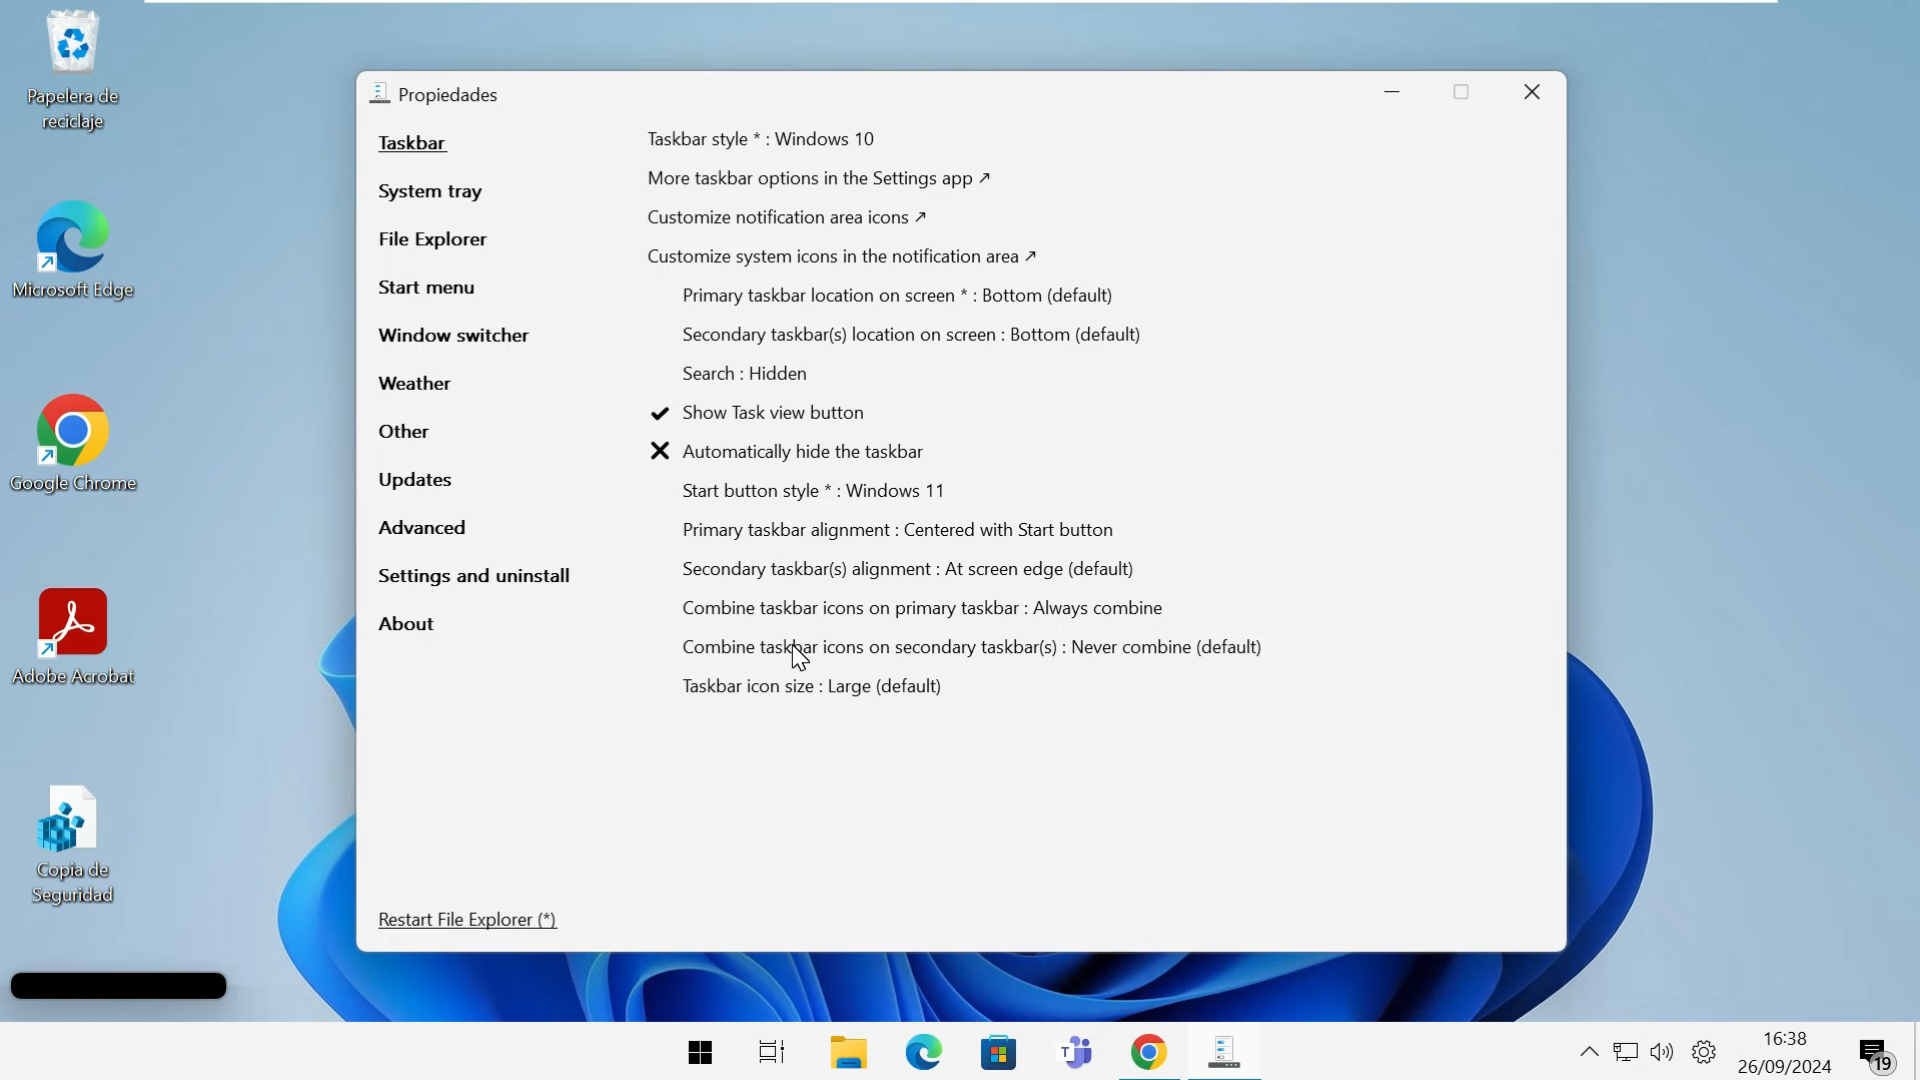 Papelera de
reciclaje
Microsoft Edge
Google Chrome
Adobe Acrobat
Copia de
Seguridad
Propiedades
Taskbar
System tray
File Explorer
Start menu
Window switcher
Weather
Other
Updates
Advanced
Settings and uninstall
About
Restart File Explorer (*)
Taskbar style * : Windows 10
More taskbar options in the Settings app ↗
Customize notification area icons ↗
Customize system icons in the notification area ↗
Primary taskbar location on screen * : Bottom (default)
Secondary taskbar(s) location on screen : Bottom (default)
Search : Hidden
Show Task view button
Automatically hide the taskbar
Start button style * : Windows 11
Primary taskbar alignment : Centered with Start button
Secondary taskbar(s) alignment : At screen edge (default)
Combine taskbar icons on primary taskbar : Always combine
Combine taskbar icons on secondary taskbar(s) : Never combine (default)
Taskbar icon size : Large (default)
T
16:38
26/09/2024
19